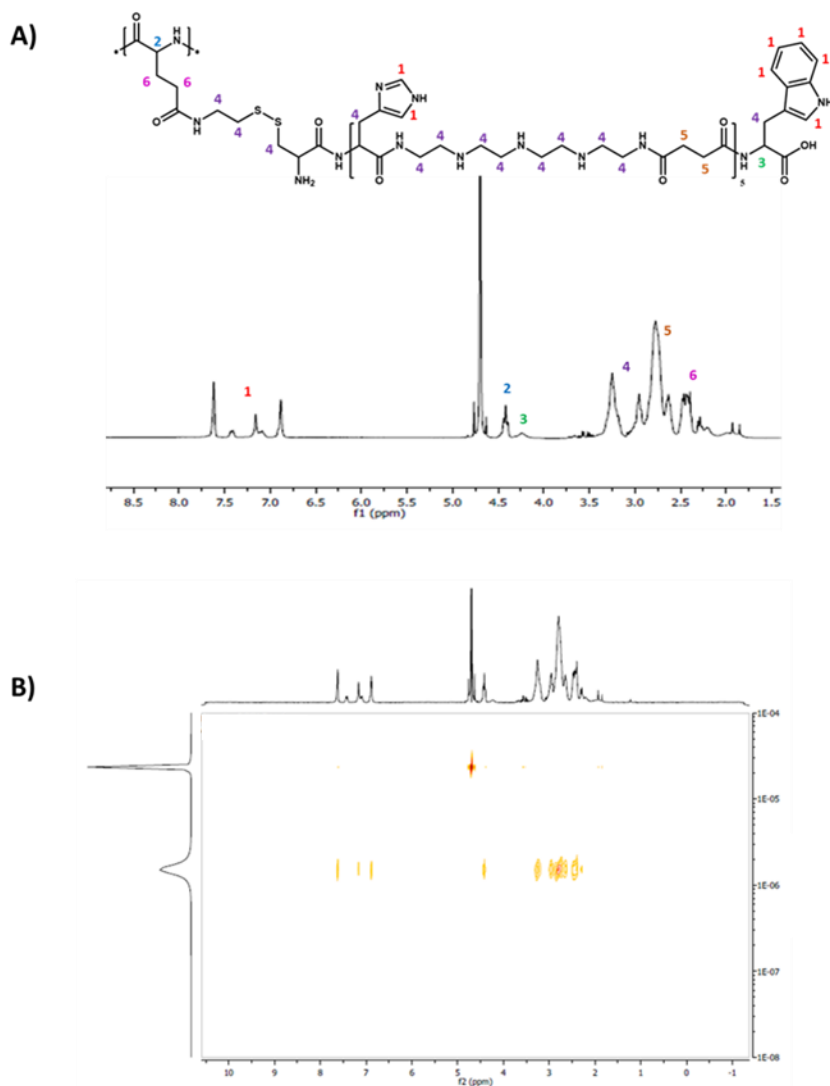 A)
O
H
N
*
*
2
6
6
O
N
H
4
4
S
S
4
NH₂
O
N
H
1
N
NH
1
4
O
H
N
4
4
N
H
4
4
H
N
4
4
N
H
4
4
H
N
O
5
5
O
5
N
H
4
3
O
OH
1
1
1
1
NH
1
1
2
3
4
5
6
8.5 8.0 7.5 7.0 6.5 6.0 5.5 5.0 4.5 4.0 3.5 3.0 2.5 2.0 1.5
f1 (ppm)
B)
1E-04
1E-05
1E-06
1E-07
1E-08
10 9 8 7 6 5 4 3 2 1 0 -1
f2 (ppm)